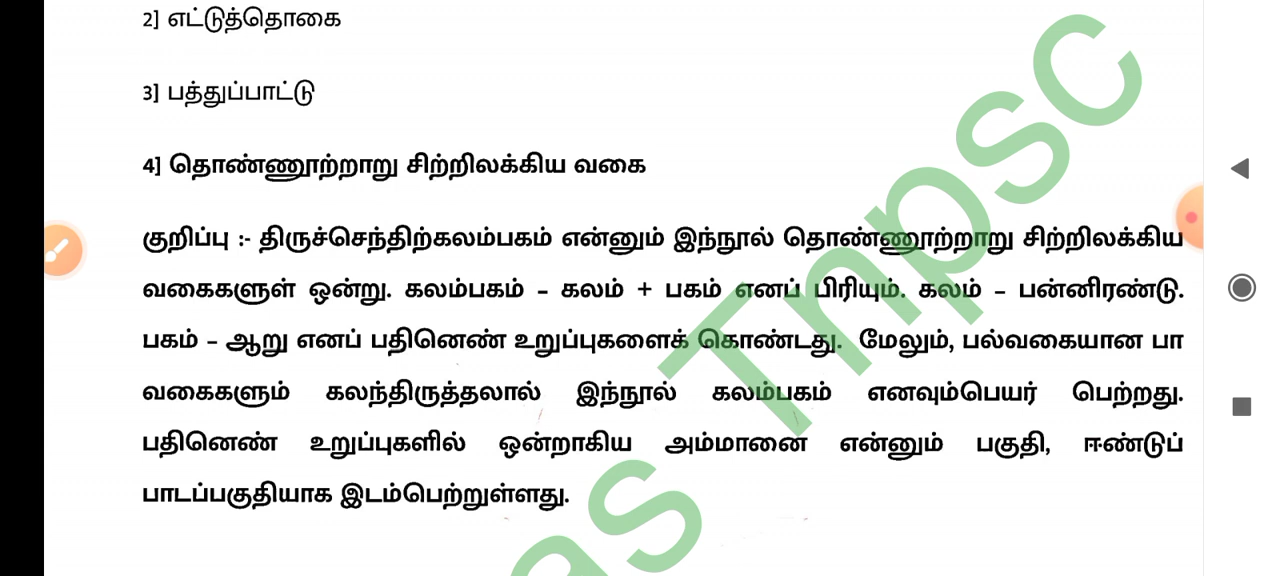 2] எட்டுத்தொகை
3] பத்துப்பாட்டு
4] தொண்ணூற்றாறு சிற்றிலக்கிய வகை
குறிப்பு :- திருச்செந்திற்கலம்பகம் என்னும் இந்நூல் தொண்ணூற்றாறு சிற்றிலக்கிய
வகைகளுள் ஒன்று. கலம்பகம் – கலம் + பகம் எனப் பிரியும். கலம் – பன்னிரண்டு.
பகம் – ஆறு எனப் பதினெண் உறுப்புகளைக் கொண்டது. மேலும், பல்வகையான பா
வகைகளும் கலந்திருத்தலால் இந்நூல் கலம்பகம் எனவும்பெயர் பெற்றது.
பதினெண் உறுப்புகளில் ஒன்றாகிய அம்மானை என்னும் பகுதி, ஈண்டுப்
பாடப்பகுதியாக இடம்பெற்றுள்ளது.
Tnpsc